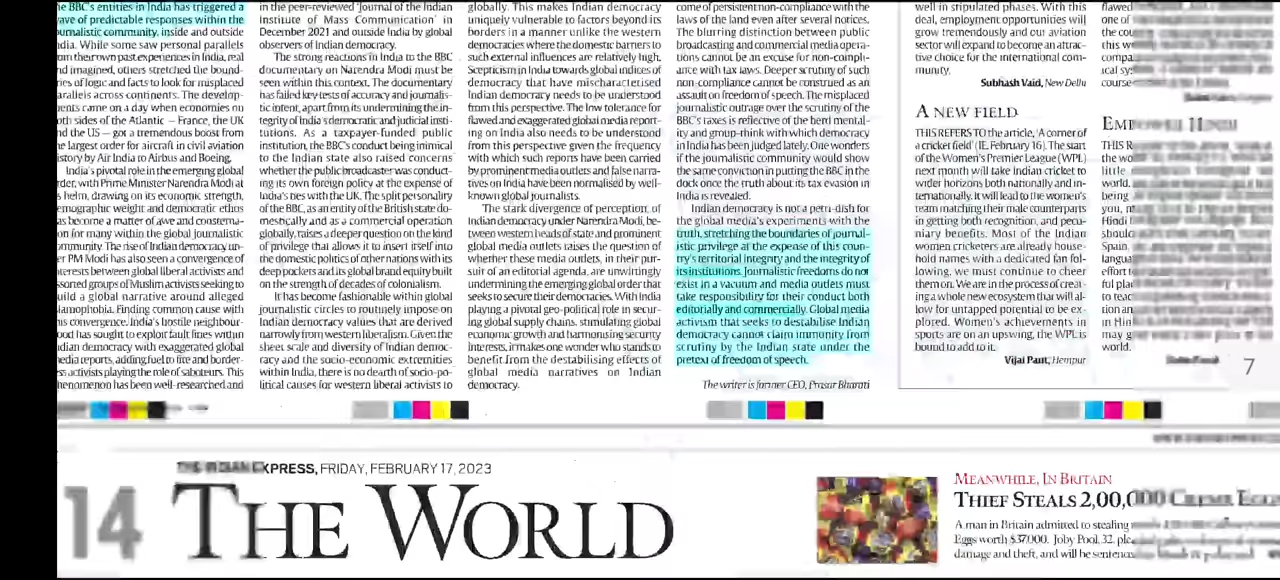 he BBC's entities in India has triggered a
wave of predictable responses within the
journalistic community, inside and outside
India. While some saw personal parallels
from their own past experiences in India, real
and imagined, others stretched the bound-
ries of logic and facts to look for misplaced
parallels across continents. The develop-
ments came on a day when economies on
both sides of the Atlantic — France, the UK
and the US — got a tremendous boost from
the largest order for aircraft in civil aviation
history by Air India to Airbus and Boeing.
India's pivotal role in the emerging global
order, with Prime Minister Narendra Modi at
s helm, drawing on its economic strength,
emographic weight and democratic ethos
as become a matter of awe and consterna-
on for many within the global journalistic
ommunity. The rise of Indian democracy un-
er PM Modi has also seen a convergence of
nterests between global liberal activists and
ssorted groups of Muslim activists seeking to
uild a global narrative around alleged
slamophobia. Finding common cause with
his convergence, India's hostile neighbour-
ood has sought to exploit fault lines within
ndian democracy with exaggerated global
media reports, adding fuel to fire and border-
ess activists playing the role of saboteurs. This
henomenon has been well-researched and
in the peer-reviewed 'Journal of the Indian
Institute of Mass Communication' in
December 2021 and outside India by global
observers of Indian democracy.
The strong reactions in India to the BBC
documentary on Narendra Modi must be
seen within this context. The documentary
has failed key tests of accuracy and journalis-
tic intent, apart from its undermining the in-
tegrity of India's democratic and judicial insti-
tutions. As a taxpayer-funded public
institution, the BBC's conduct being inimical
to the Indian state also raised concerns
whether the public broadcaster was conduct-
ing its own foreign policy at the expense of
India's ties with the UK. The split personality
of the BBC, as an entity of the British state do-
mestically and as a commercial operation
globally, raises a deeper question on the kind
of privilege that allows it to insert itself into
the domestic politics of other nations with its
deep pockets and its global brand equity built
on the strength of decades of colonialism.
It has become fashionable within global
journalistic circles to routinely impose on
Indian democracy values that are derived
narrowly from western liberalism. Given the
sheer scale and diversity of Indian democ-
racy and the socio-economic extremities
within India, there is no dearth of socio-po-
litical causes for western liberal activists to
globally. This makes Indian democracy
uniquely vulnerable to factors beyond its
borders in a manner unlike the western
democracies where the domestic barriers to
such external influences are relatively high.
Scepticism in India towards global indices of
democracy that have mischaracterised
Indian democracy needs to be understood
from this perspective. The low tolerance for
flawed and exaggerated global media report-
ing on India also needs to be understood
from this perspective given the frequency
with which such reports have been carried
by prominent media outlets and false narra-
tives on India have been normalised by well-
known global journalists.
The stark divergence of perception, of
Indian democracy under Narendra Modi, be-
tween western heads of state and prominent
global media outlets raises the question of
whether these media outlets, in their pur-
suit of an editorial agenda, are unwittingly
undermining the emerging global order that
seeks to secure their democracies. With India
playing a pivotal geo-political role in secur-
ing global supply chains, stimulating global
economic growth and harmonising security
interests, it makes one wonder who stands to
benefit from the destabilising effects of
global media narratives on Indian
democracy.
come of persistent non-compliance with the
laws of the land even after several notices.
The blurring distinction between public
broadcasting and commercial media opera-
tions cannot be an excuse for non-compli-
ance with tax laws. Deeper scrutiny of such
non-compliance cannot be construed as an
assault on freedom of speech. The misplaced
journalistic outrage over the scrutiny of the
BBC's taxes is reflective of the herd mental-
ity and group-think with which democracy
in India has been judged lately. One wonders
if the journalistic community would show
the same conviction in putting the BBC in the
dock once the truth about its tax evasion in
India is revealed.
Indian democracy is not a petri-dish for
the global media's experiments with the
truth, stretching the boundaries of journal-
istic privilege at the expense of this coun-
try's territorial integrity and the integrity of
its institutions. Journalistic freedoms do not
exist in a vacuum and media outlets must
take responsibility for their conduct both
editorially and commercially. Global media
activism that seeks to destabilise Indian
democracy cannot claim immunity from
scrutiny by the Indian state under the
pretext of freedom of speech.
The writer is former CEO, Prasar Bharati
well in stipulated phases. With this
deal, employment opportunities will
grow tremendously and our aviation
sector will expand to become an attrac-
tive choice for the international com-
munity.
Subhash Vaid, New Delhi
A NEW FIELD
THIS REFERS TO the article, 'A corner of
a cricket field' (IE, February 16). The start
of the Women's Premier League (WPL)
next month will take Indian cricket to
wider horizons both nationally and in-
ternationally. It will lead to the women's
team matching their male counterparts
in getting both recognition, and pecu-
niary benefits. Most of the Indian
women cricketers are already house-
hold names with a dedicated fan fol-
lowing, we must continue to cheer
them on. We are in the process of creat-
ing a whole new ecosystem that will al-
low for untapped potential to be ex-
plored. Women's achievements in
sports are on an upswing, the WPL is
bound to add to it.
Vijai Pant, Hempur
flawed
one of
the cou
this w
compa
ical sy
course
THIS R
the wo
little
world.
being
you, n
Hindi f
should
Spain,
langua
effort to
ful place
to teac
tion an
in Hin
may g
world.
7
XPRESS, FRIDAY, FEBRUARY 17, 2023
14 THE WORLD
MEANWHILE, IN BRITAIN
THIEF STEALS 2,00,000
A man in Britain admitted to stealing
Eggs worth $37,000. Joby Pool, 32, ple
damage and theft, and will be sentence